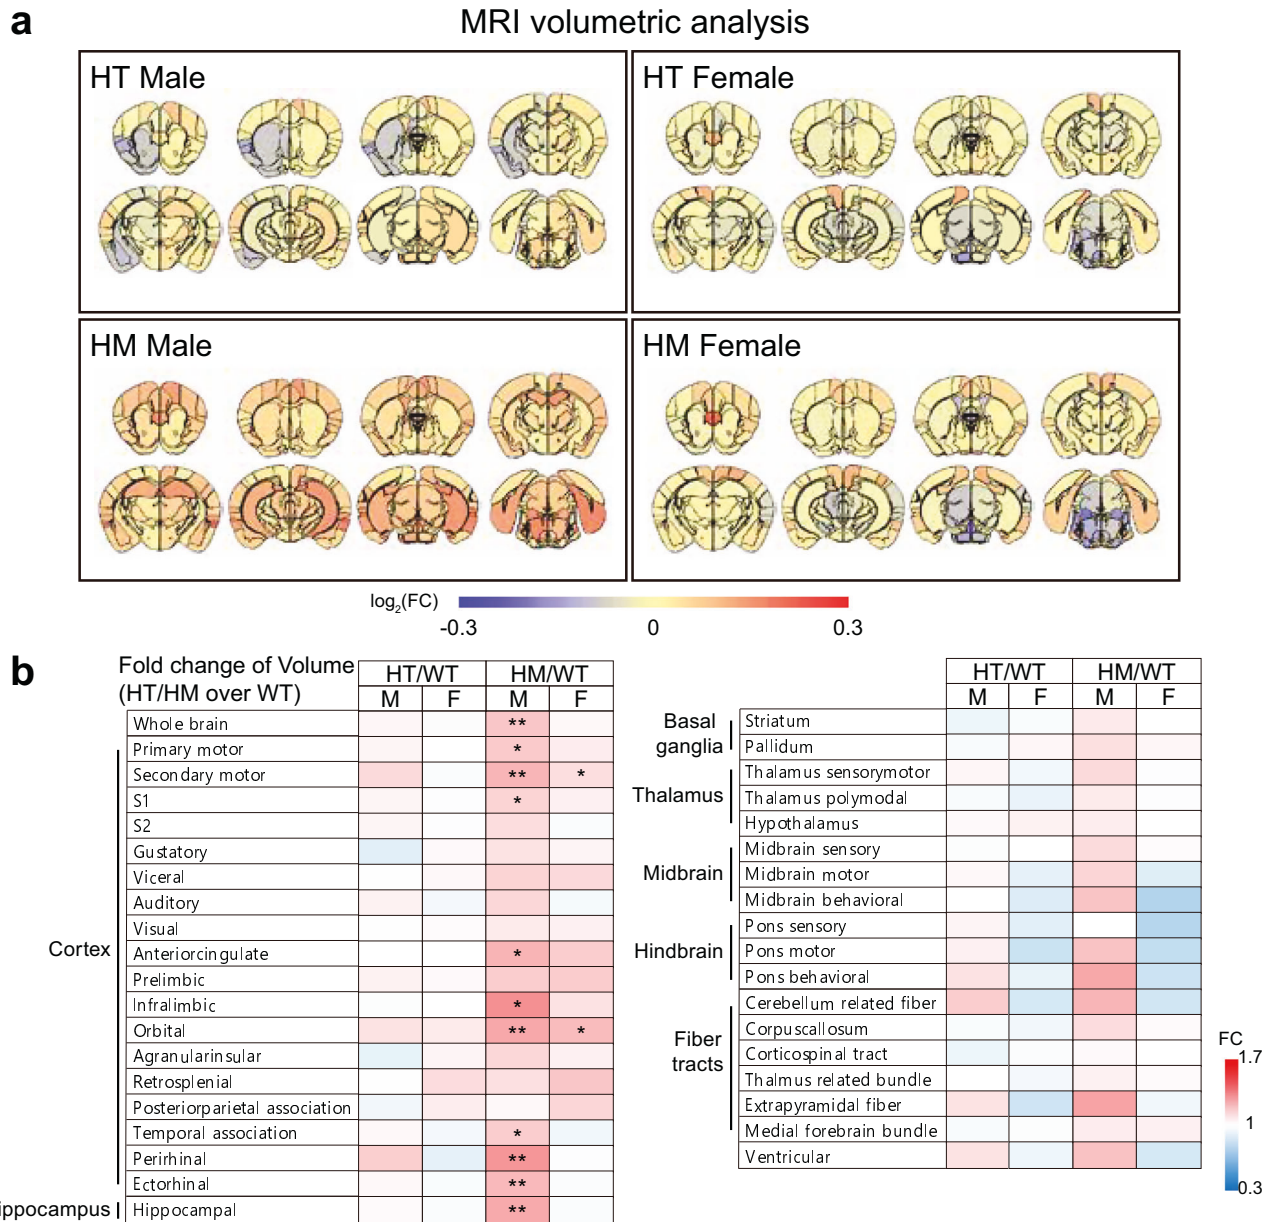 a
MRI volumetric analysis
HT Male
HT Female
HM Male
HM Female
log2(FC)
-0.3
0
0.3
b
Fold change of Volume
(HT/HM over WT)
HT/WT HM/WT
M F M F
Whole brain **
Primary motor *
Secondary motor ** *
S1 *
S2
Gustatory
Viceral
Auditory
Visual
Cortex
Anteriorcingulate *
Prelimbic
Infralimbic *
Orbital ** *
Agranularinsular
Retrosplenial
Posteriorparietal association
Temporal association *
Perirhinal **
Ectorhinal **
ippocampus
Hippocampal **
HT/WT HM/WT
M F M F
Basal
ganglia
Striatum
Pallidum
Thalamus
Thalamus sensorymotor
Thalamus polymodal
Hypothalamus
Midbrain
Midbrain sensory
Midbrain motor
Midbrain behavioral
Hindbrain
Pons sensory
Pons motor
Pons behavioral
Fiber
tracts
Cerebellum related fiber
Corpuscallosum
Corticospinal tract
Thalmus related bundle
Extrapyramidal fiber
Medial forebrain bundle
Ventricular
FC
1.7
1
0.3